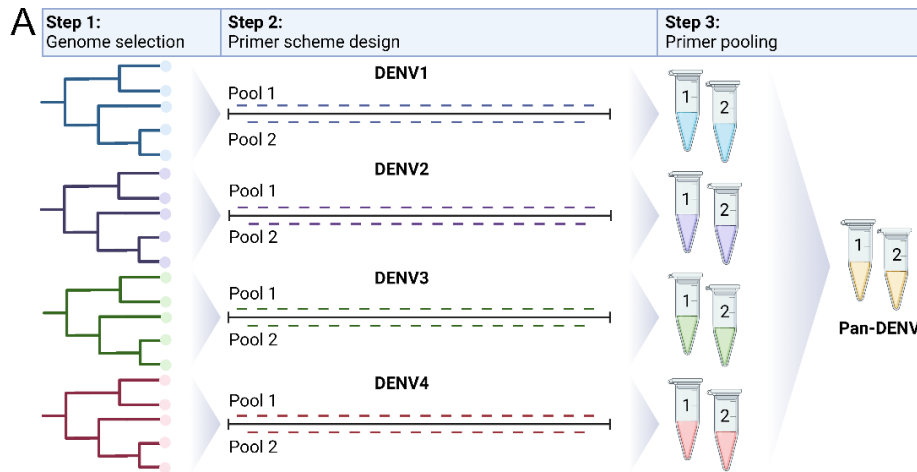 A
Step 1:
Genome selection
Step 2:
Primer scheme design
Step 3:
Primer pooling
DENV1
Pool 1
Pool 2
1
2
DENV2
Pool 1
Pool 2
1
2
DENV3
Pool 1
Pool 2
1
2
DENV4
Pool 1
Pool 2
1
2
1
2
Pan-DENV